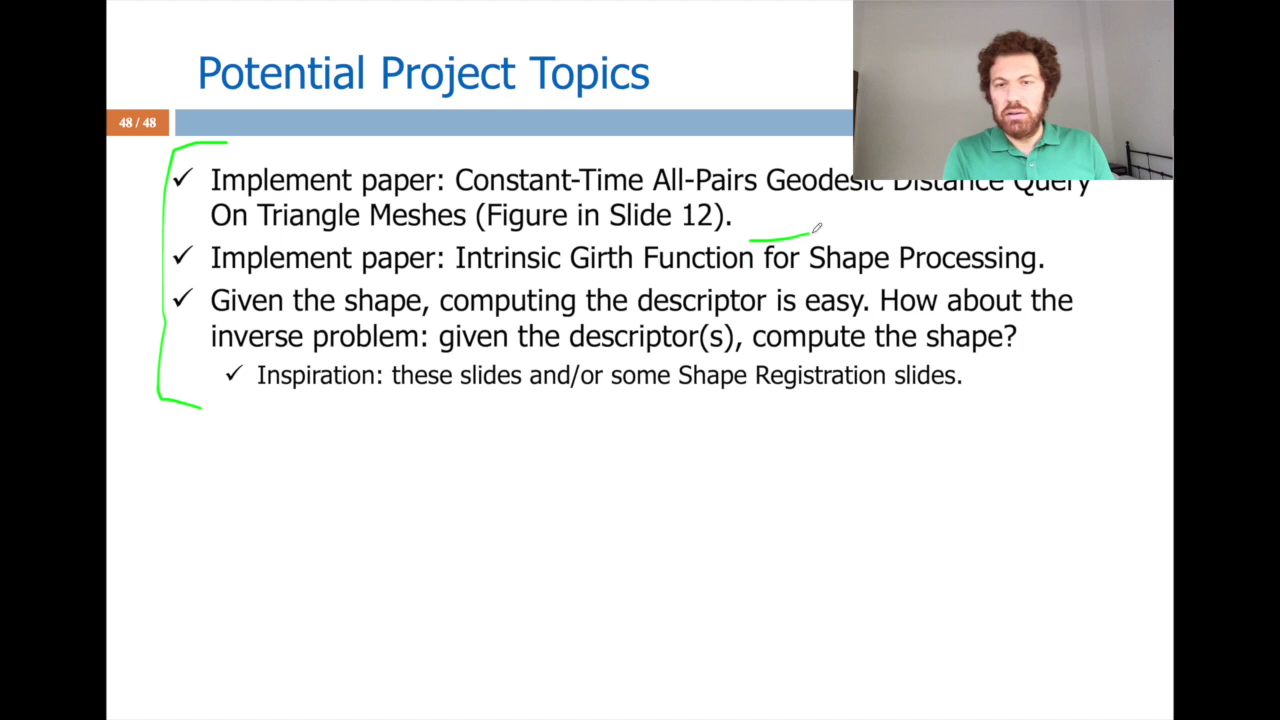 Potential Project Topics
48 / 48
✓ Implement paper: Constant-Time All-Pairs Geodesic Distance Query
On Triangle Meshes (Figure in Slide 12).
✓ Implement paper: Intrinsic Girth Function for Shape Processing.
✓ Given the shape, computing the descriptor is easy. How about the
inverse problem: given the descriptor(s), compute the shape?
✓ Inspiration: these slides and/or some Shape Registration slides.